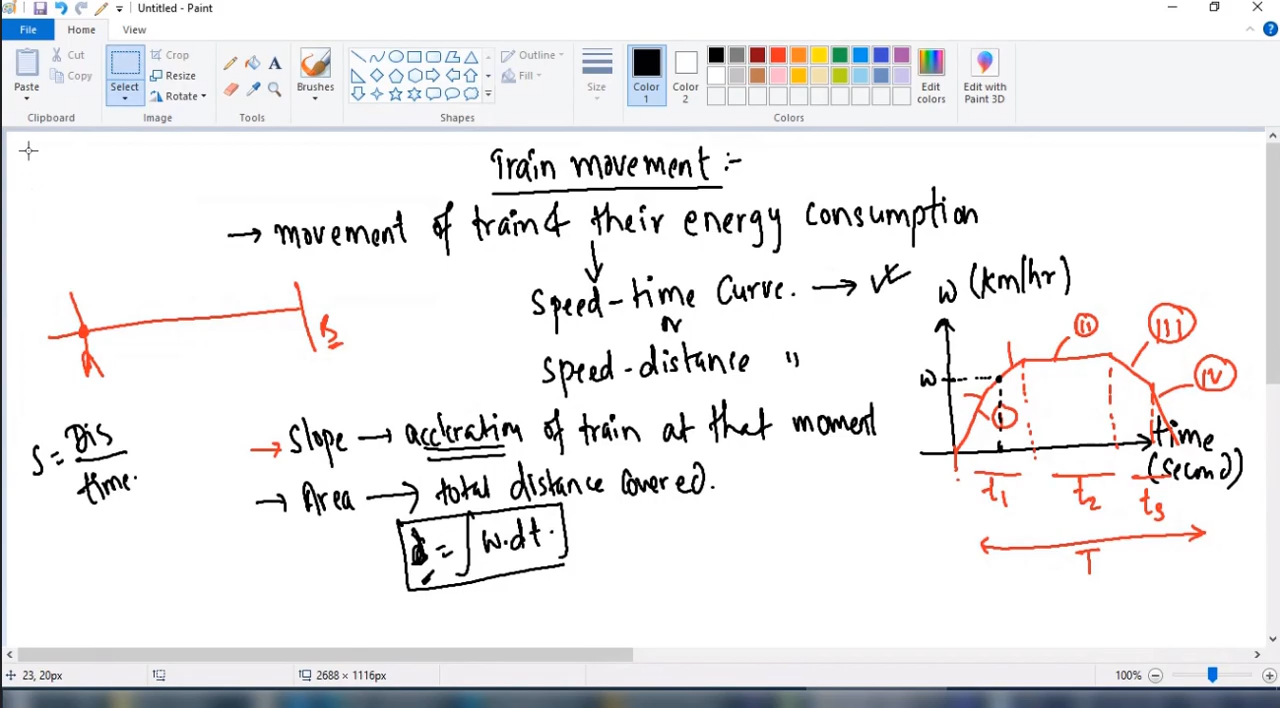 Untitled - Paint
File Home View
Paste
Cut
Copy
Clipboard
Select
Crop
Resize
Rotate
Image
A
Tools
Brushes
Outline
Fill
Shapes
Size
Color 1
Color 2
Edit colors
Colors
Edit with Paint 3D
Train movement :-
→ movement of train & their energy consumption
Speed-time Curve. →
or
Speed-distance "
w (km/hr)
A
B
w
I
II
III
IV
time (second)
t1 t2 t3
T
S = Dis / time.
→ Slope → acclration of train at that moment
→ Area → total distance covered.
d = ∫ w.dt.
23, 20px
2688 × 1116px
100%